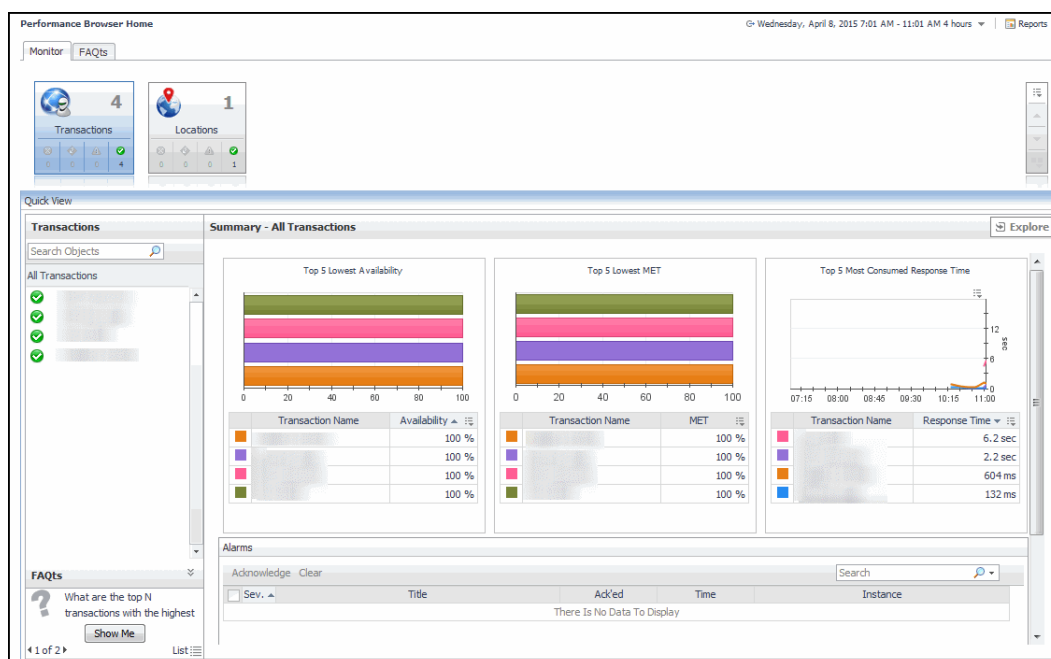 Performance Browser Home
Wednesday, April 8, 2015 7:01 AM - 11:01 AM 4 hours
Reports
Monitor
FAQts
4
Transactions
0 0 0 4
1
Locations
0 0 0 1
Quick View
Transactions
Search Objects
All Transactions
Summary - All Transactions
Explore
Top 5 Lowest Availability
0 20 40 60 80 100
Transaction Name Availability
100 %
100 %
100 %
100 %
Top 5 Lowest MET
0 20 40 60 80 100
Transaction Name MET
100 %
100 %
100 %
100 %
Top 5 Most Consumed Response Time
12
6
0
sec
07:15 08:00 08:45 09:30 10:15 11:00
Transaction Name Response Time
6.2 sec
2.2 sec
604 ms
132 ms
Alarms
Acknowledge Clear
Search
Sev. Title Ack'ed Time Instance
There Is No Data To Display
FAQts
What are the top N
transactions with the highest
Show Me
1 of 2
List